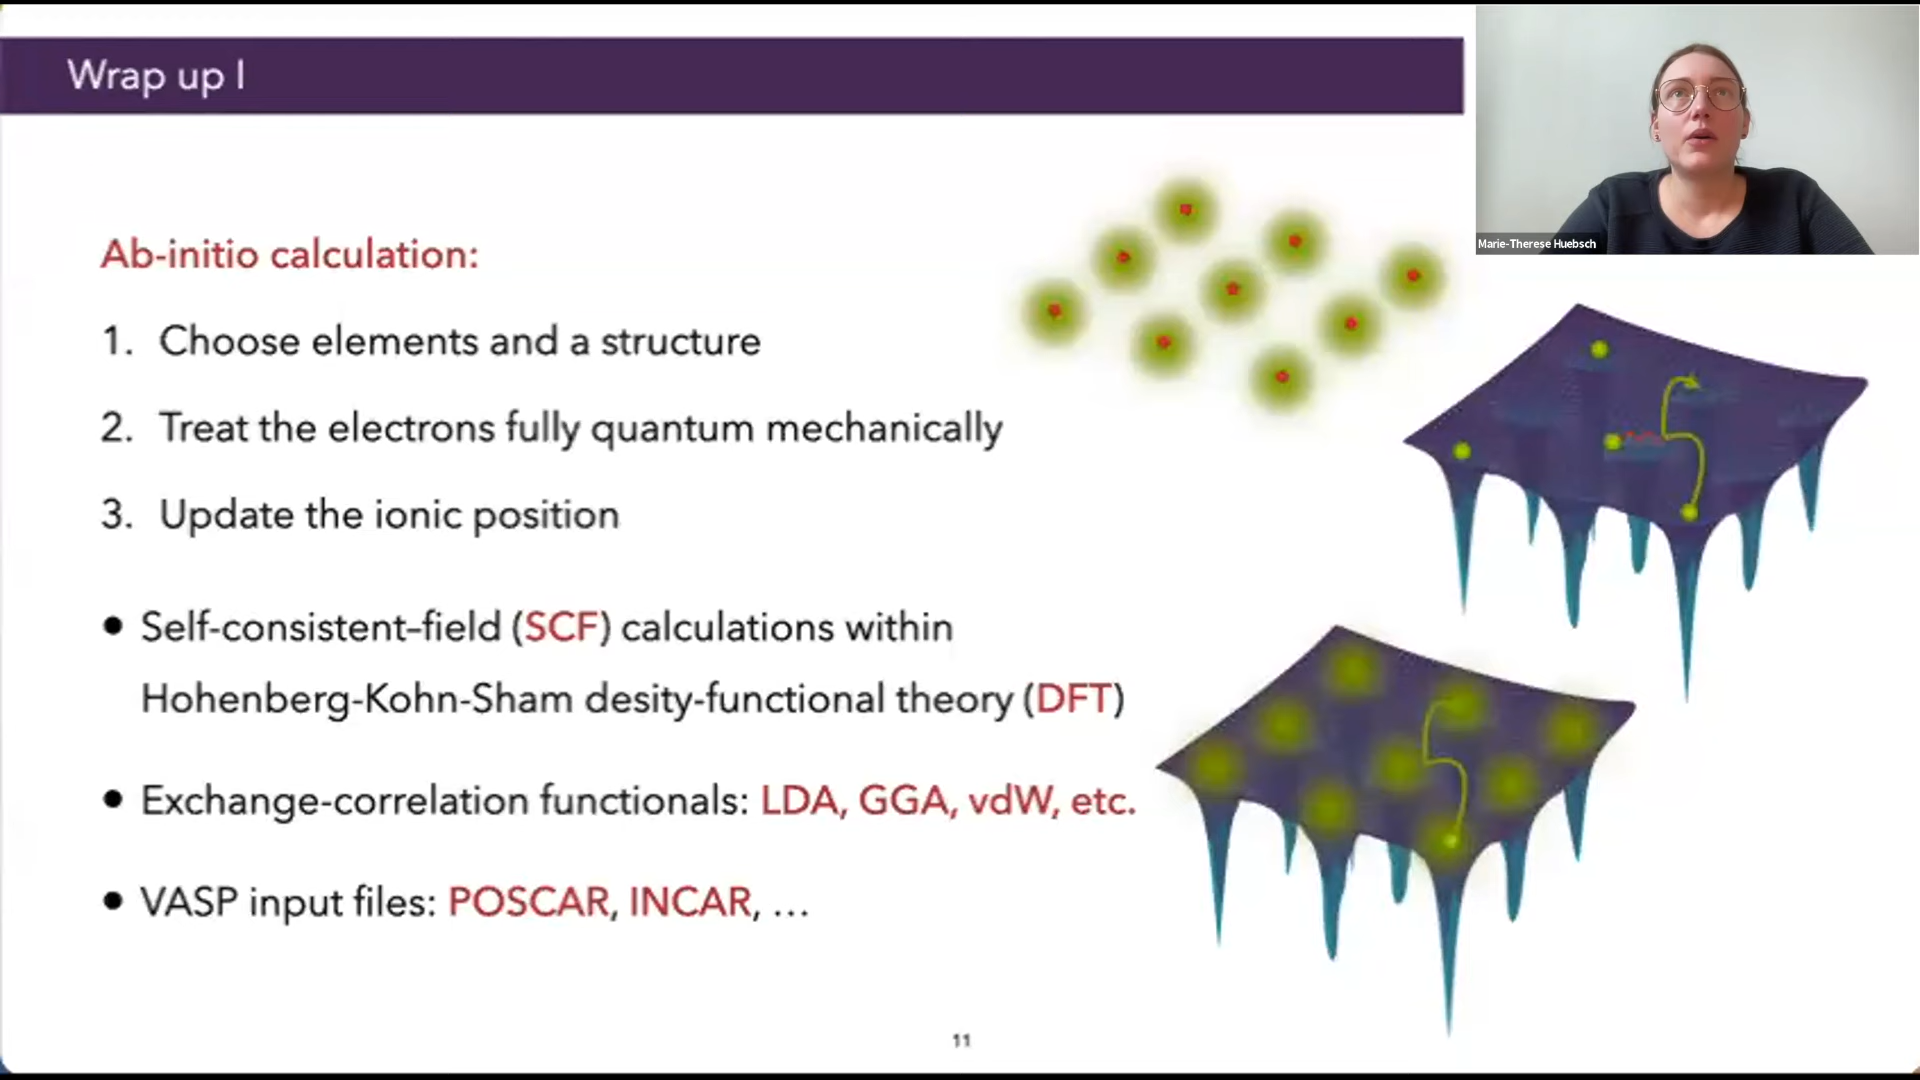 Wrap up I
Marie-Therese Huebsch
Ab-initio calculation:
1. Choose elements and a structure
2. Treat the electrons fully quantum mechanically
3. Update the ionic position
● Self-consistent–field (SCF) calculations within
Hohenberg-Kohn-Sham desity-functional theory (DFT)
● Exchange-correlation functionals: LDA, GGA, vdW, etc.
● VASP input files: POSCAR, INCAR, …
11